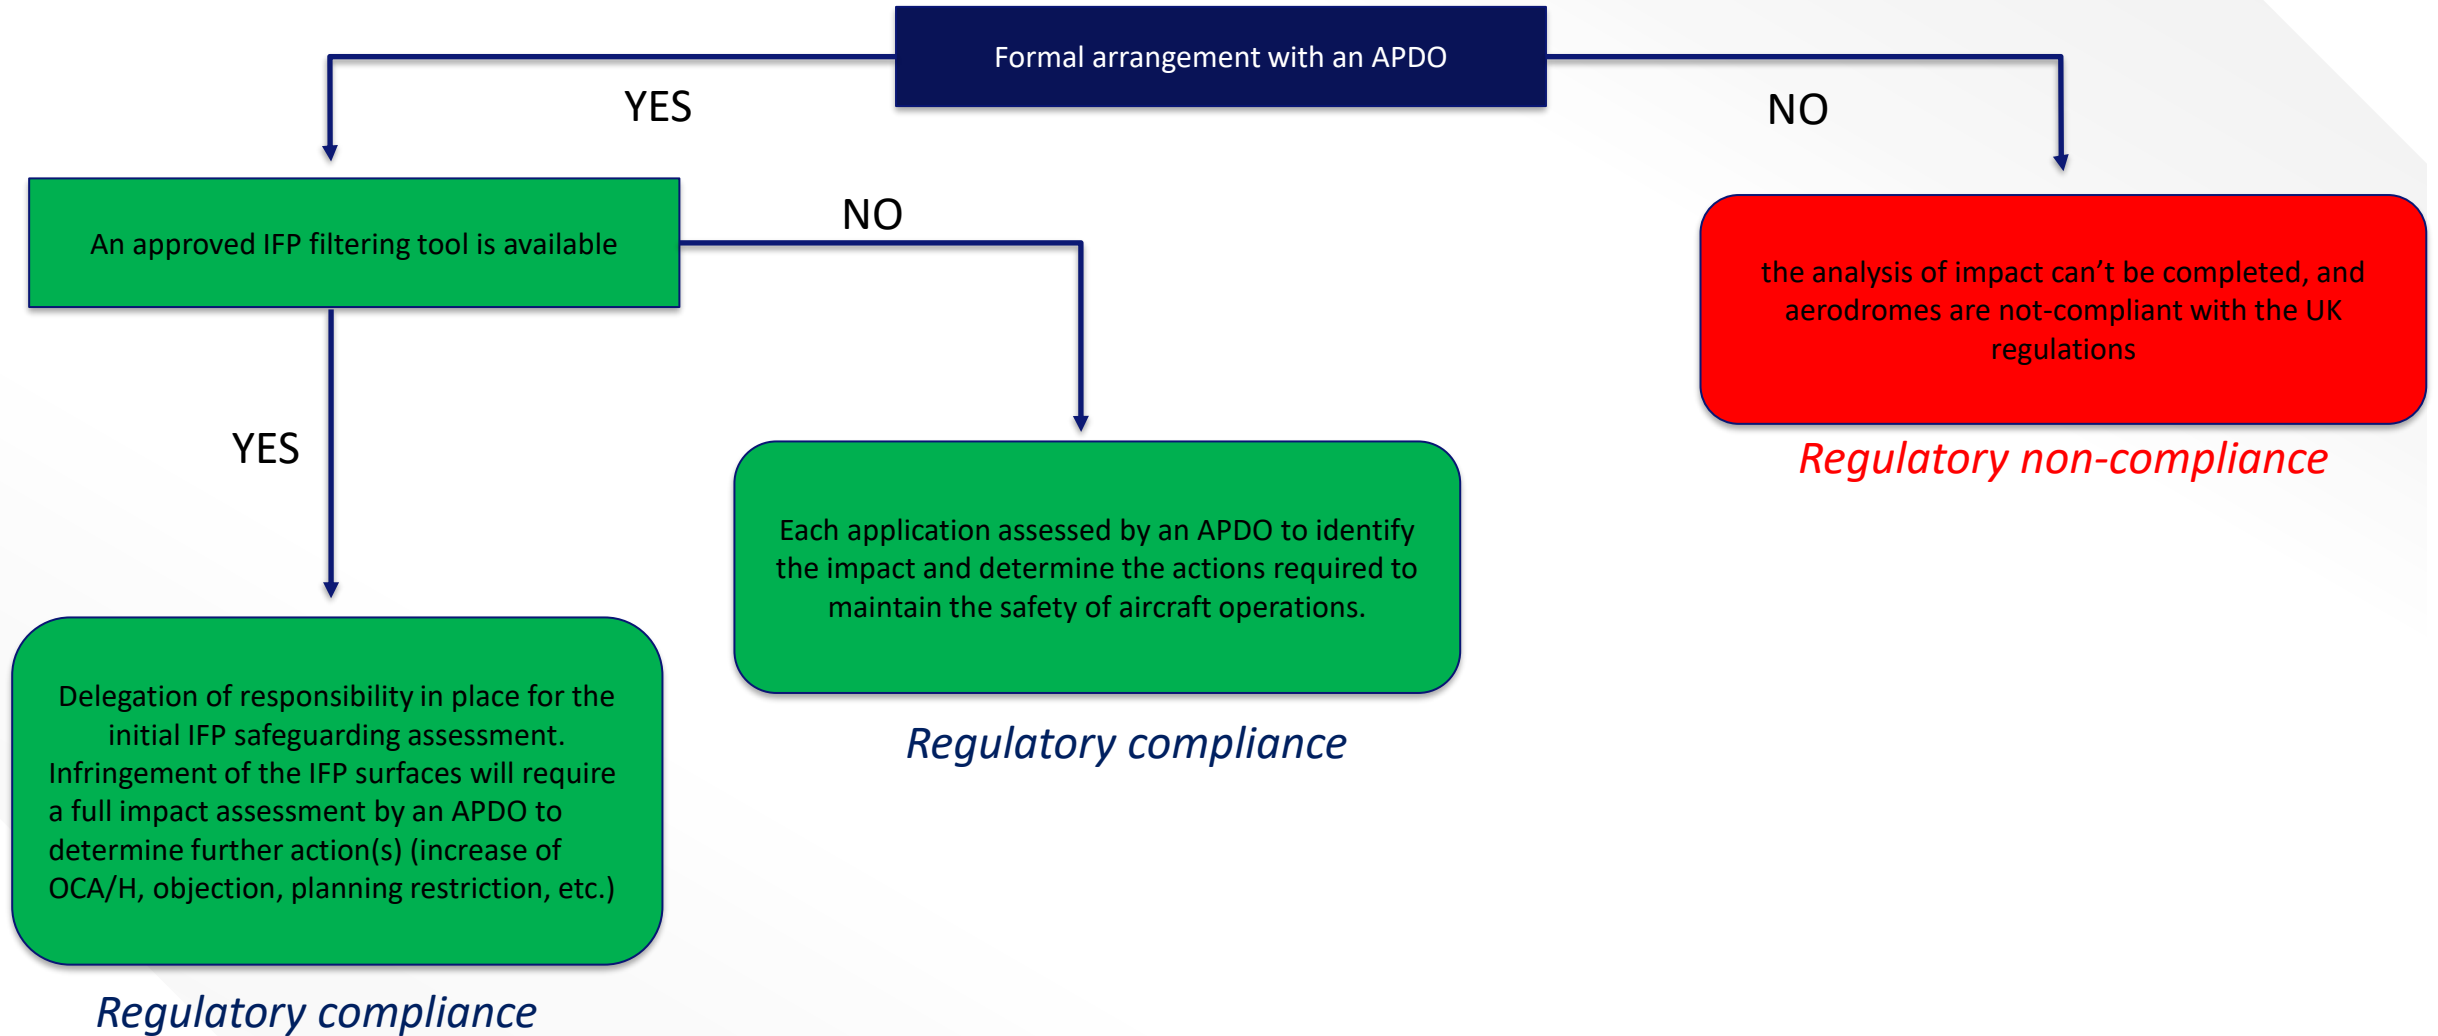 Formal arrangement with an APDO
YES
NO
An approved IFP filtering tool is available
NO
the analysis of impact can’t be completed, and
aerodromes are not-compliant with the UK
regulations
Regulatory non-compliance
YES
Each application assessed by an APDO to identify
the impact and determine the actions required to
maintain the safety of aircraft operations.
Regulatory compliance
Delegation of responsibility in place for the
initial IFP safeguarding assessment.
Infringement of the IFP surfaces will require
a full impact assessment by an APDO to
determine further action(s) (increase of
OCA/H, objection, planning restriction, etc.)
Regulatory compliance